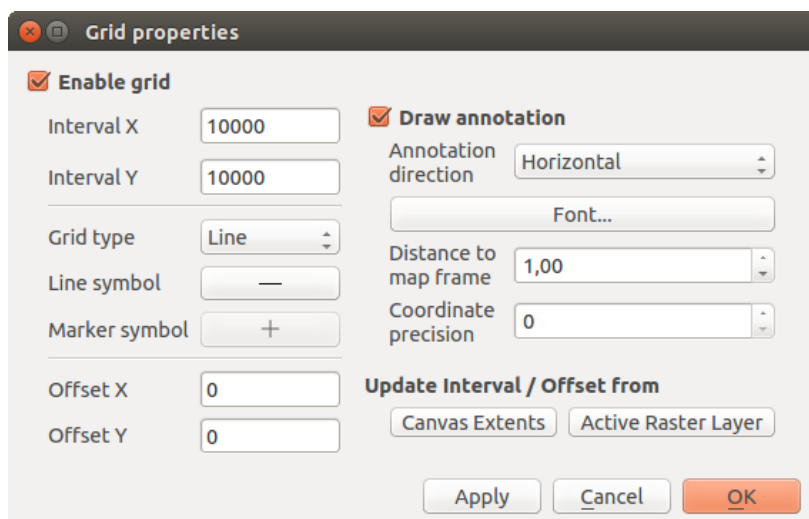 Grid properties
Enable grid
Interval X 10000
Interval Y 10000
Grid type Line
Line symbol
Marker symbol
Offset X 0
Offset Y 0
Draw annotation
Annotation
direction
Horizontal
Font...
Distance to
map frame
1,00
Coordinate
precision
0
Update Interval / Offset from
Canvas Extents Active Raster Layer
Apply Cancel OK